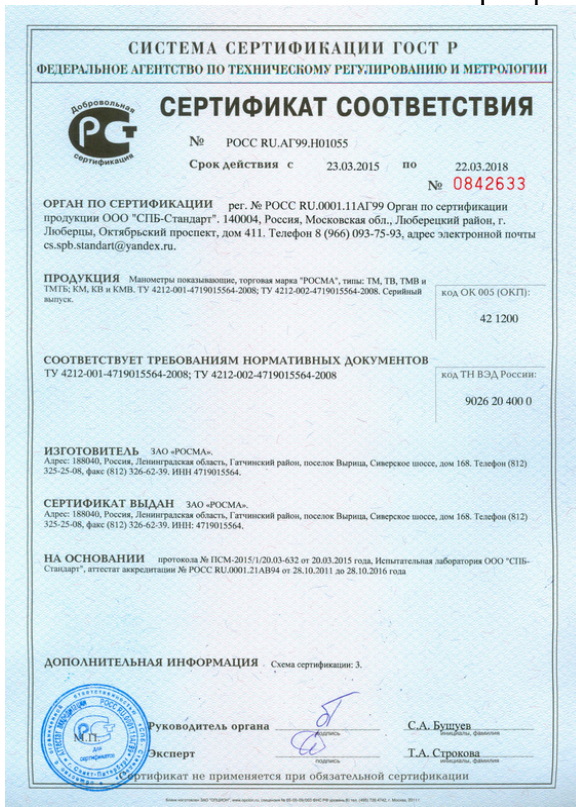 СИСТЕМА СЕРТИФИКАЦИИ ГОСТ Р
ФЕДЕРАЛЬНОЕ АГЕНТСТВО ПО ТЕХНИЧЕСКОМУ РЕГУЛИРОВАНИЮ И МЕТРОЛОГИИ
Добровольная
сертификация
СЕРТИФИКАТ СООТВЕТСТВИЯ
№ РОСС RU.АГ99.Н01055
Срок действия с 23.03.2015 по 22.03.2018
№ 0842633
ОРГАН ПО СЕРТИФИКАЦИИ рег. № РОСС RU.0001.11АГ99 Орган по сертификации
продукции ООО "СПБ-Стандарт". 140004, Россия, Московская обл., Люберецкий район, г.
Люберцы, Октябрьский проспект, дом 411. Телефон 8 (966) 093-75-93, адрес электронной почты
cs.spb.standart@yandex.ru.
ПРОДУКЦИЯ Манометры показывающие, торговая марка "РОСМА", типы: ТМ, ТВ, ТМВ и
ТМТБ; КМ, КВ и КМВ. ТУ 4212-001-4719015564-2008; ТУ 4212-002-4719015564-2008. Серийный
выпуск.
код ОК 005 (ОКП):
42 1200
СООТВЕТСТВУЕТ ТРЕБОВАНИЯМ НОРМАТИВНЫХ ДОКУМЕНТОВ
ТУ 4212-001-4719015564-2008; ТУ 4212-002-4719015564-2008
код ТН ВЭД России:
9026 20 400 0
ИЗГОТОВИТЕЛЬ ЗАО «РОСМА».
Адрес: 188040, Россия, Ленинградская область, Гатчинский район, поселок Вырица, Сиверское шоссе, дом 168. Телефон (812)
325-25-08, факс (812) 326-62-39. ИНН 4719015564.
СЕРТИФИКАТ ВЫДАН ЗАО «РОСМА».
Адрес: 188040, Россия, Ленинградская область, Гатчинский район, поселок Вырица, Сиверское шоссе, дом 168. Телефон (812)
325-25-08, факс (812) 326-62-39. ИНН: 4719015564.
НА ОСНОВАНИИ протокола № ПСМ-2015/1/20.03-632 от 20.03.2015 года, Испытательная лаборатория ООО "СПБ-
Стандарт", аттестат аккредитации № РОСС RU.0001.21АВ94 от 28.10.2011 до 28.10.2016 года
ДОПОЛНИТЕЛЬНАЯ ИНФОРМАЦИЯ Схема сертификации: 3.
М.П.
Для
сертификатов
Руководитель органа
подпись
С.А. Бушуев
инициалы, фамилия
Эксперт
подпись
Т.А. Строкова
инициалы, фамилия
Сертификат не применяется при обязательной сертификации